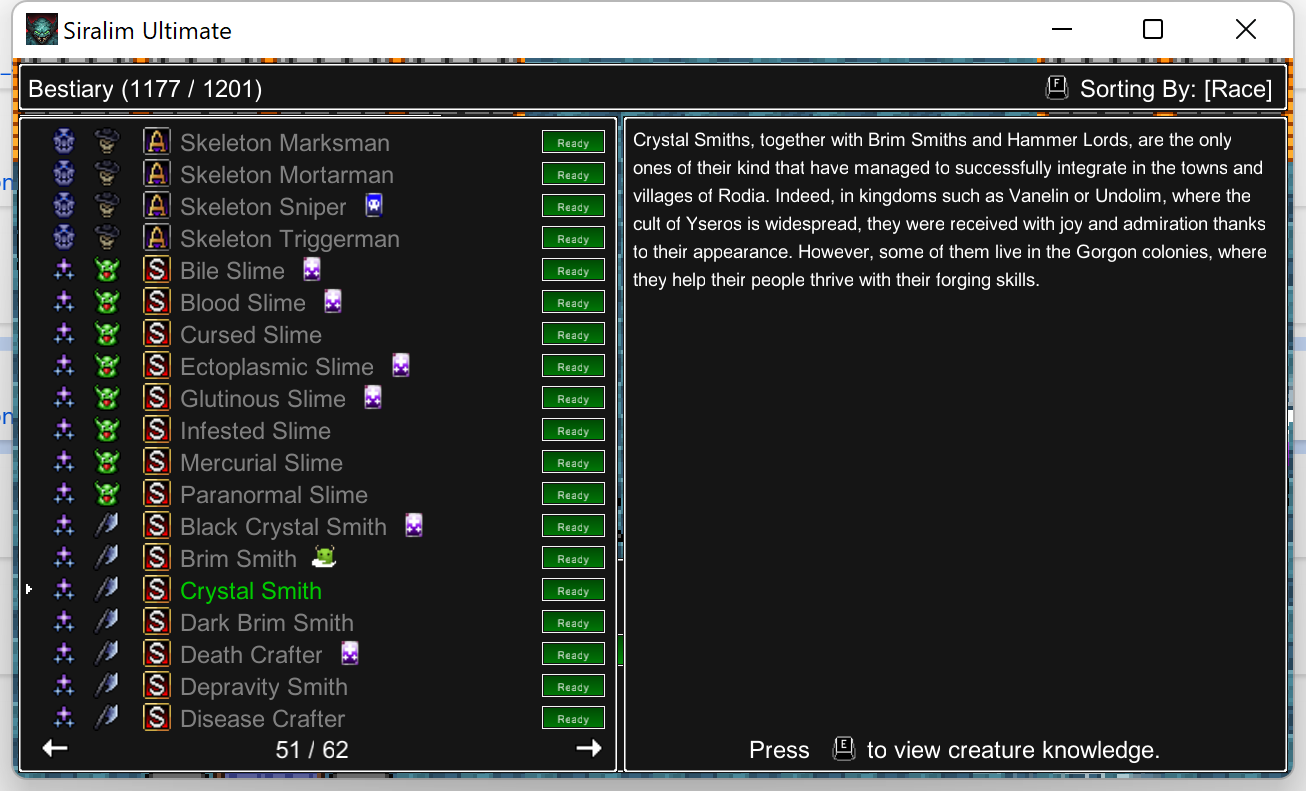 Siralim Ultimate
Bestiary (1177 / 1201)
F Sorting By: [Race]
A Skeleton Marksman Ready
A Skeleton Mortarman Ready
A Skeleton Sniper Ready
A Skeleton Triggerman Ready
S Bile Slime Ready
S Blood Slime Ready
S Cursed Slime Ready
S Ectoplasmic Slime Ready
S Glutinous Slime Ready
S Infested Slime Ready
S Mercurial Slime Ready
S Paranormal Slime Ready
S Black Crystal Smith Ready
S Brim Smith Ready
S Crystal Smith Ready
S Dark Brim Smith Ready
S Death Crafter Ready
S Depravity Smith Ready
S Disease Crafter Ready
51 / 62
Crystal Smiths, together with Brim Smiths and Hammer Lords, are the only
ones of their kind that have managed to successfully integrate in the towns and
villages of Rodia. Indeed, in kingdoms such as Vanelin or Undolim, where the
cult of Yseros is widespread, they were received with joy and admiration thanks
to their appearance. However, some of them live in the Gorgon colonies, where
they help their people thrive with their forging skills.
Press E to view creature knowledge.